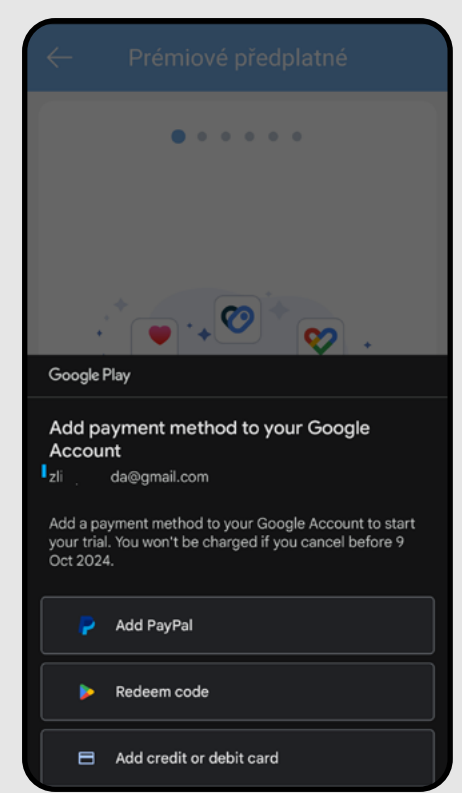 Prémiové předplatné
Google Play
Add payment method to your Google
Account
zli da@gmail.com
Add a payment method to your Google Account to start
your trial. You won't be charged if you cancel before 9
Oct 2024.
Add PayPal
Redeem code
Add credit or debit card